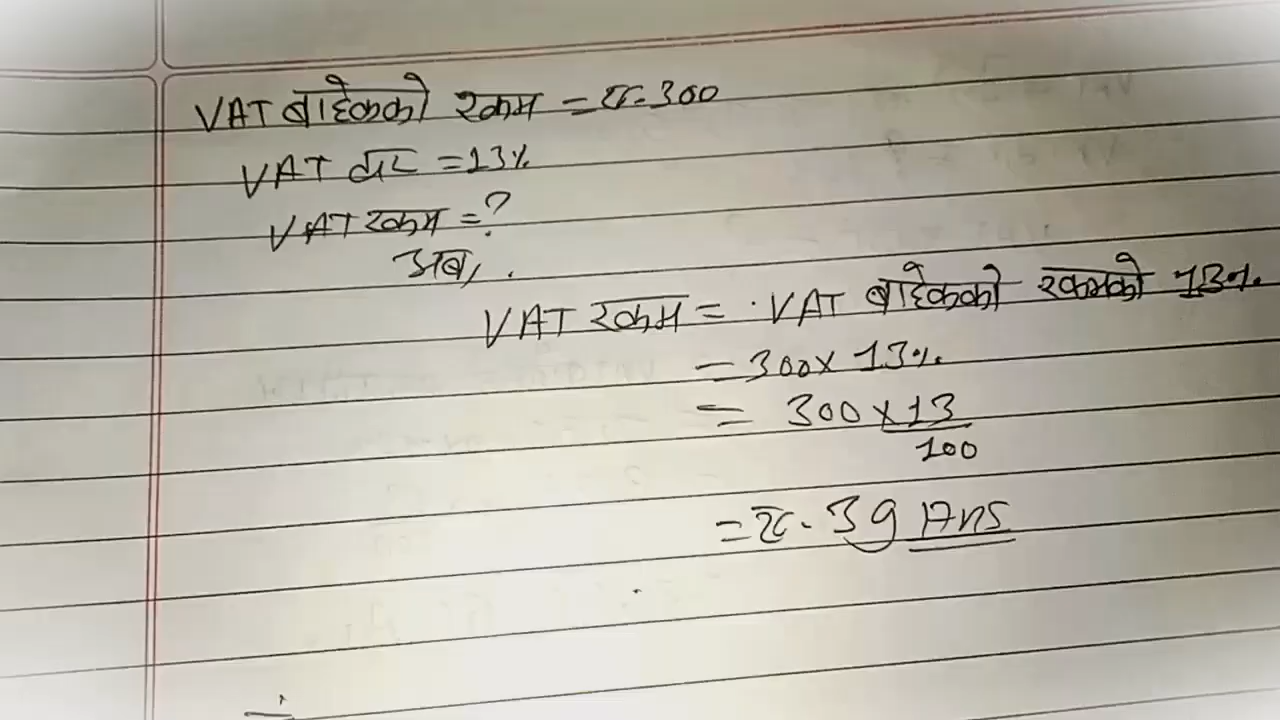 VAT बाहेकको रकम = रु. 300
VAT दर = 13%
VAT रकम = ?
अब,
VAT रकम = VAT बाहेकको रकमको 13%
= 300 × 13%
= 300 × 13
100
= रु. 39 Ans